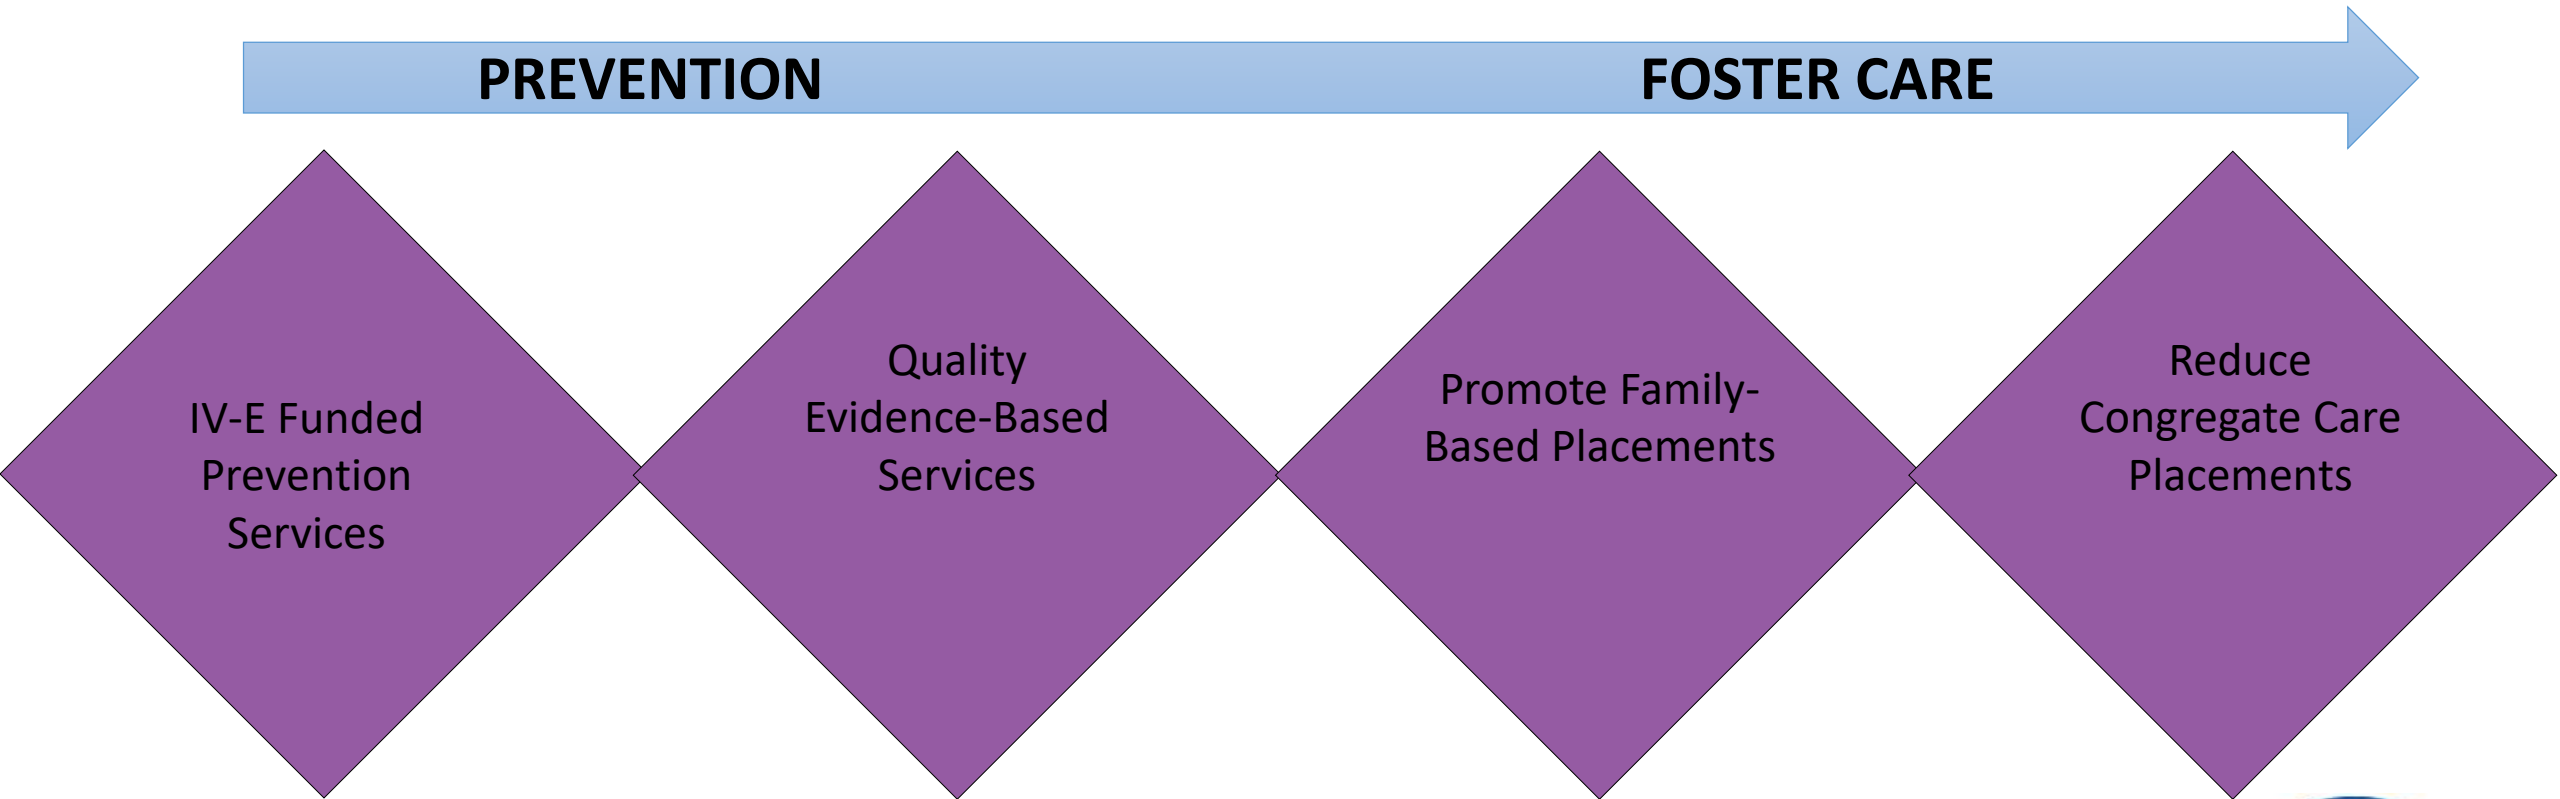 PREVENTION
FOSTER CARE
IV-E Funded
Prevention
Services
Quality
Evidence-Based
Services
Promote Family-
Based Placements
Reduce
Congregate Care
Placements